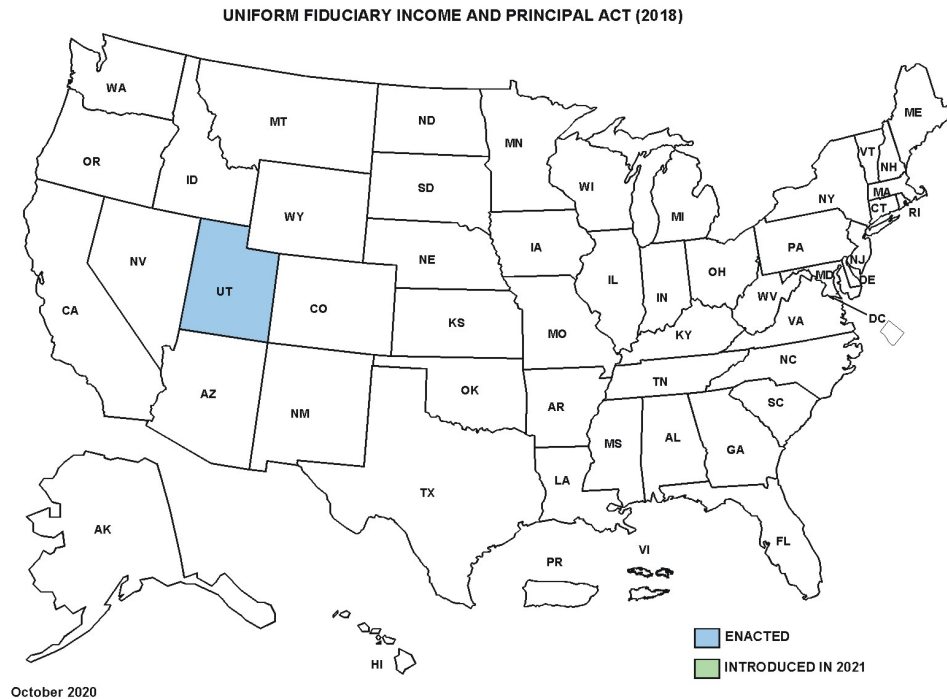 UNIFORM FIDUCIARY INCOME AND PRINCIPAL ACT (2018)
WA
MT
ND
MN
ME
VT
NH
OR
ID
SD
WI
MI
NY
MA
CT
RI
WY
NV
NE
IA
PA
NJ
UT
CO
IL
IN
OH
MD
DE
CA
KS
MO
WV
VA
DC
KY
NC
TN
AZ
NM
OK
AR
SC
MS
AL
GA
LA
TX
AK
FL
PR
VI
HI
ENACTED
INTRODUCED IN 2021
October 2020